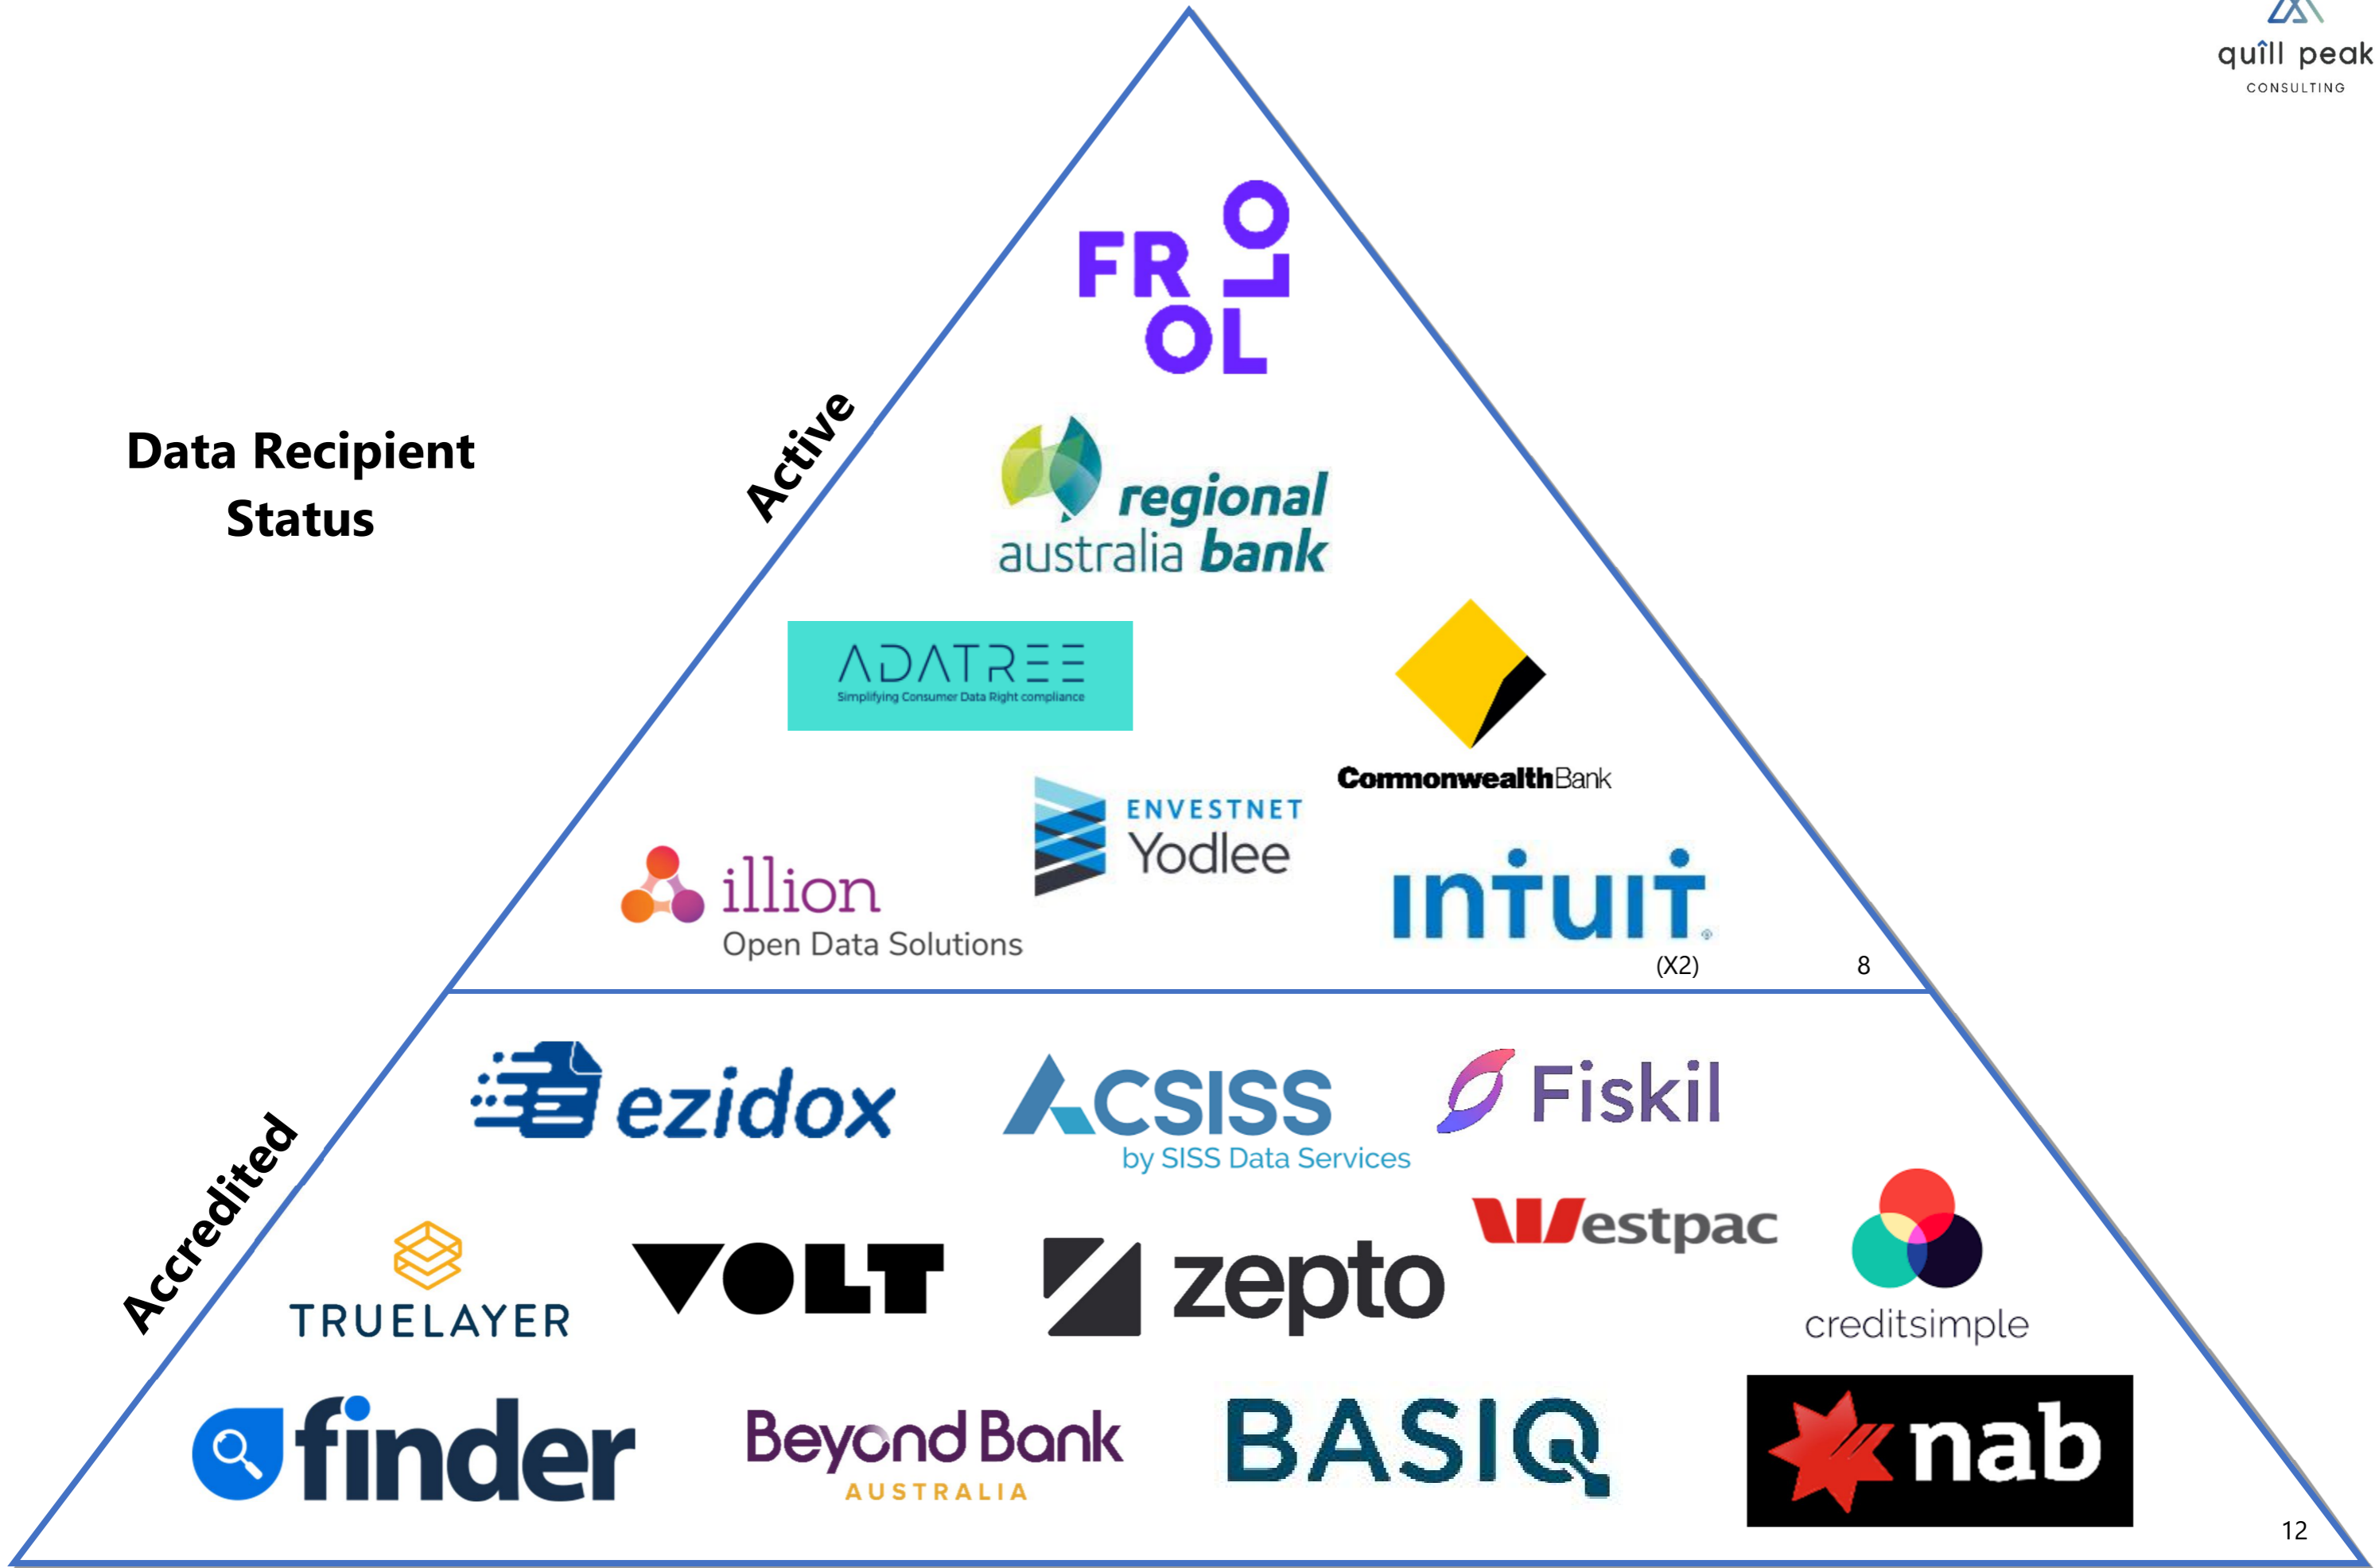 quill peak
CONSULTING
FR OLLO
Data Recipient
Status
Active
regional
australia bank
ADATREE
Simplifying Consumer Data Right compliance
CommonwealthBank
ENVESTNET
Yodlee
illion
Open Data Solutions
intuit
(X2)
8
Accredited
ezidox
ACSISS
by SISS Data Services
Fiskil
Westpac
TRUELAYER
VOLT
zepto
creditsimple
finder
Beyond Bank
AUSTRALIA
BASIQ
nab
12